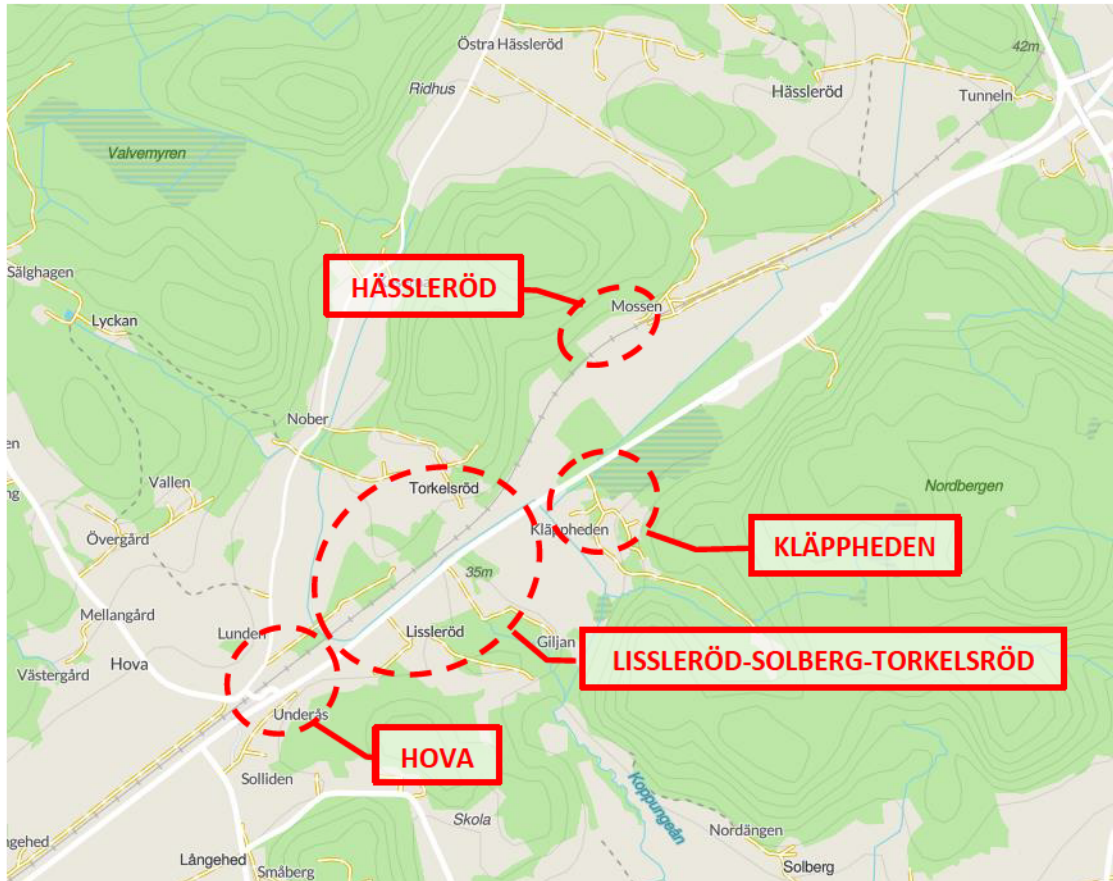 42m
Östra Hässleröd
Ridhus
Hässleröd
Tunneln
Valvemyren
Sälghagen
HÄSSLERÖD
Mossen
Lyckan
Nober
Vallen
Torkelsröd
Nordbergen
Övergård
Kläppheden
KLÄPPHEDEN
35m
Mellangård
Lunden
Lissleröd
Giljan
LISSLERÖD-SOLBERG-TORKELSRÖD
Hova
Västergård
Underås
HOVA
Solliden
Koppungeån
Skola
Nordängen
Långehed
Småberg
Solberg